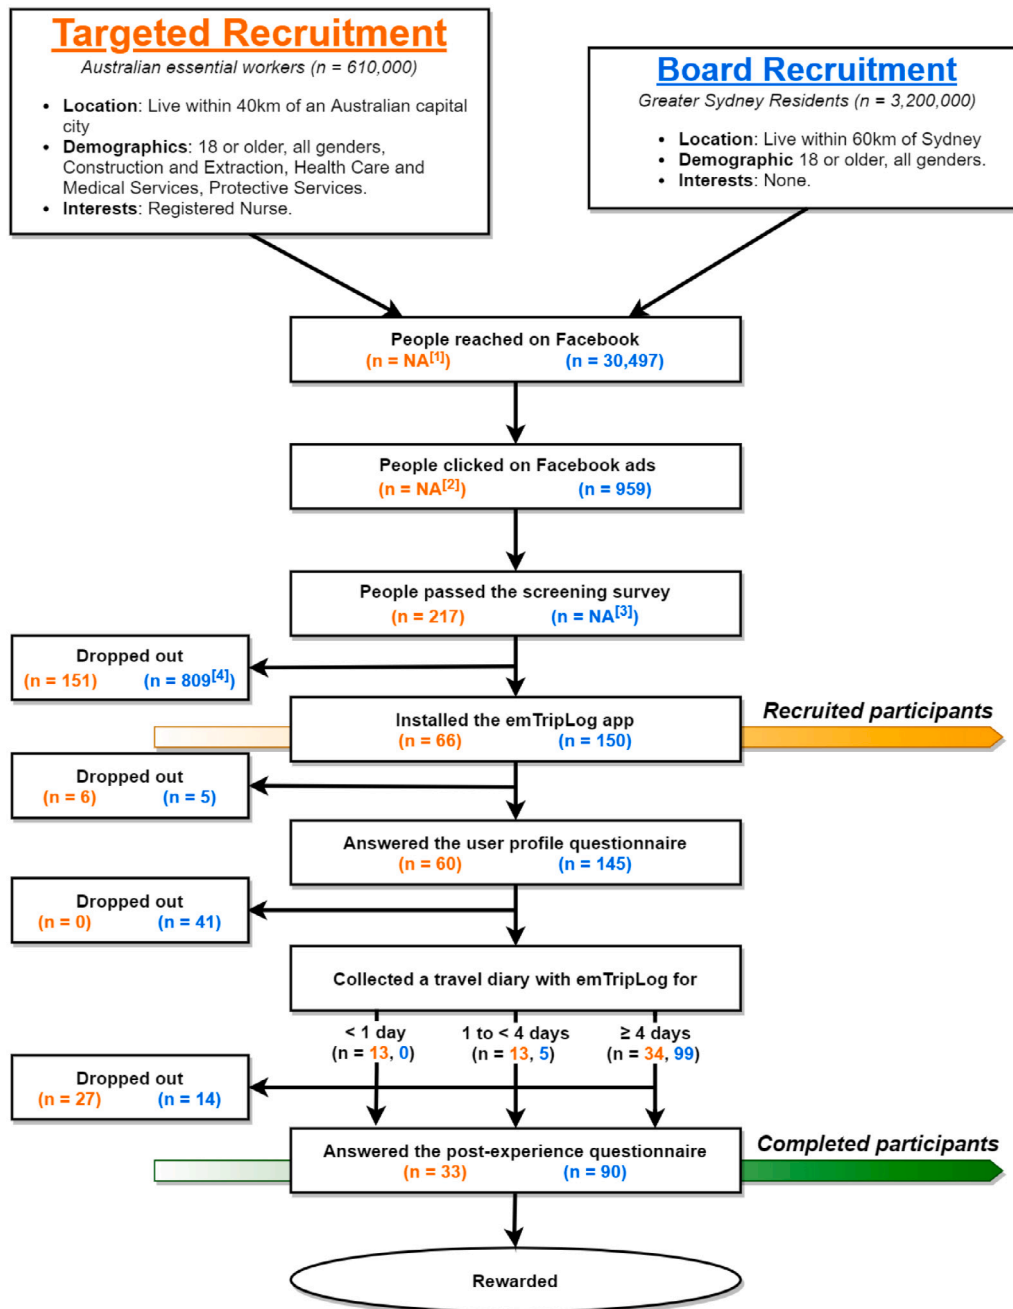 Targeted Recruitment
Australian essential workers (n = 610,000)
• Location: Live within 40km of an Australian capital
city
• Demographics: 18 or older, all genders,
Construction and Extraction, Health Care and
Medical Services, Protective Services.
• Interests: Registered Nurse.
Board Recruitment
Greater Sydney Residents (n = 3,200,000)
• Location: Live within 60km of Sydney
• Demographic 18 or older, all genders.
• Interests: None.
People reached on Facebook
(n = NA[1]) (n = 30,497)
People clicked on Facebook ads
(n = NA[2]) (n = 959)
People passed the screening survey
(n = 217) (n = NA[3])
Dropped out
(n = 151) (n = 809[4])
Installed the emTripLog app
(n = 66) (n = 150)
Recruited participants
Dropped out
(n = 6) (n = 5)
Answered the user profile questionnaire
(n = 60) (n = 145)
Dropped out
(n = 0) (n = 41)
Collected a travel diary with emTripLog for
< 1 day
(n = 13, 0)
1 to < 4 days
(n = 13, 5)
≥ 4 days
(n = 34, 99)
Dropped out
(n = 27) (n = 14)
Answered the post-experience questionnaire
(n = 33) (n = 90)
Completed participants
Rewarded